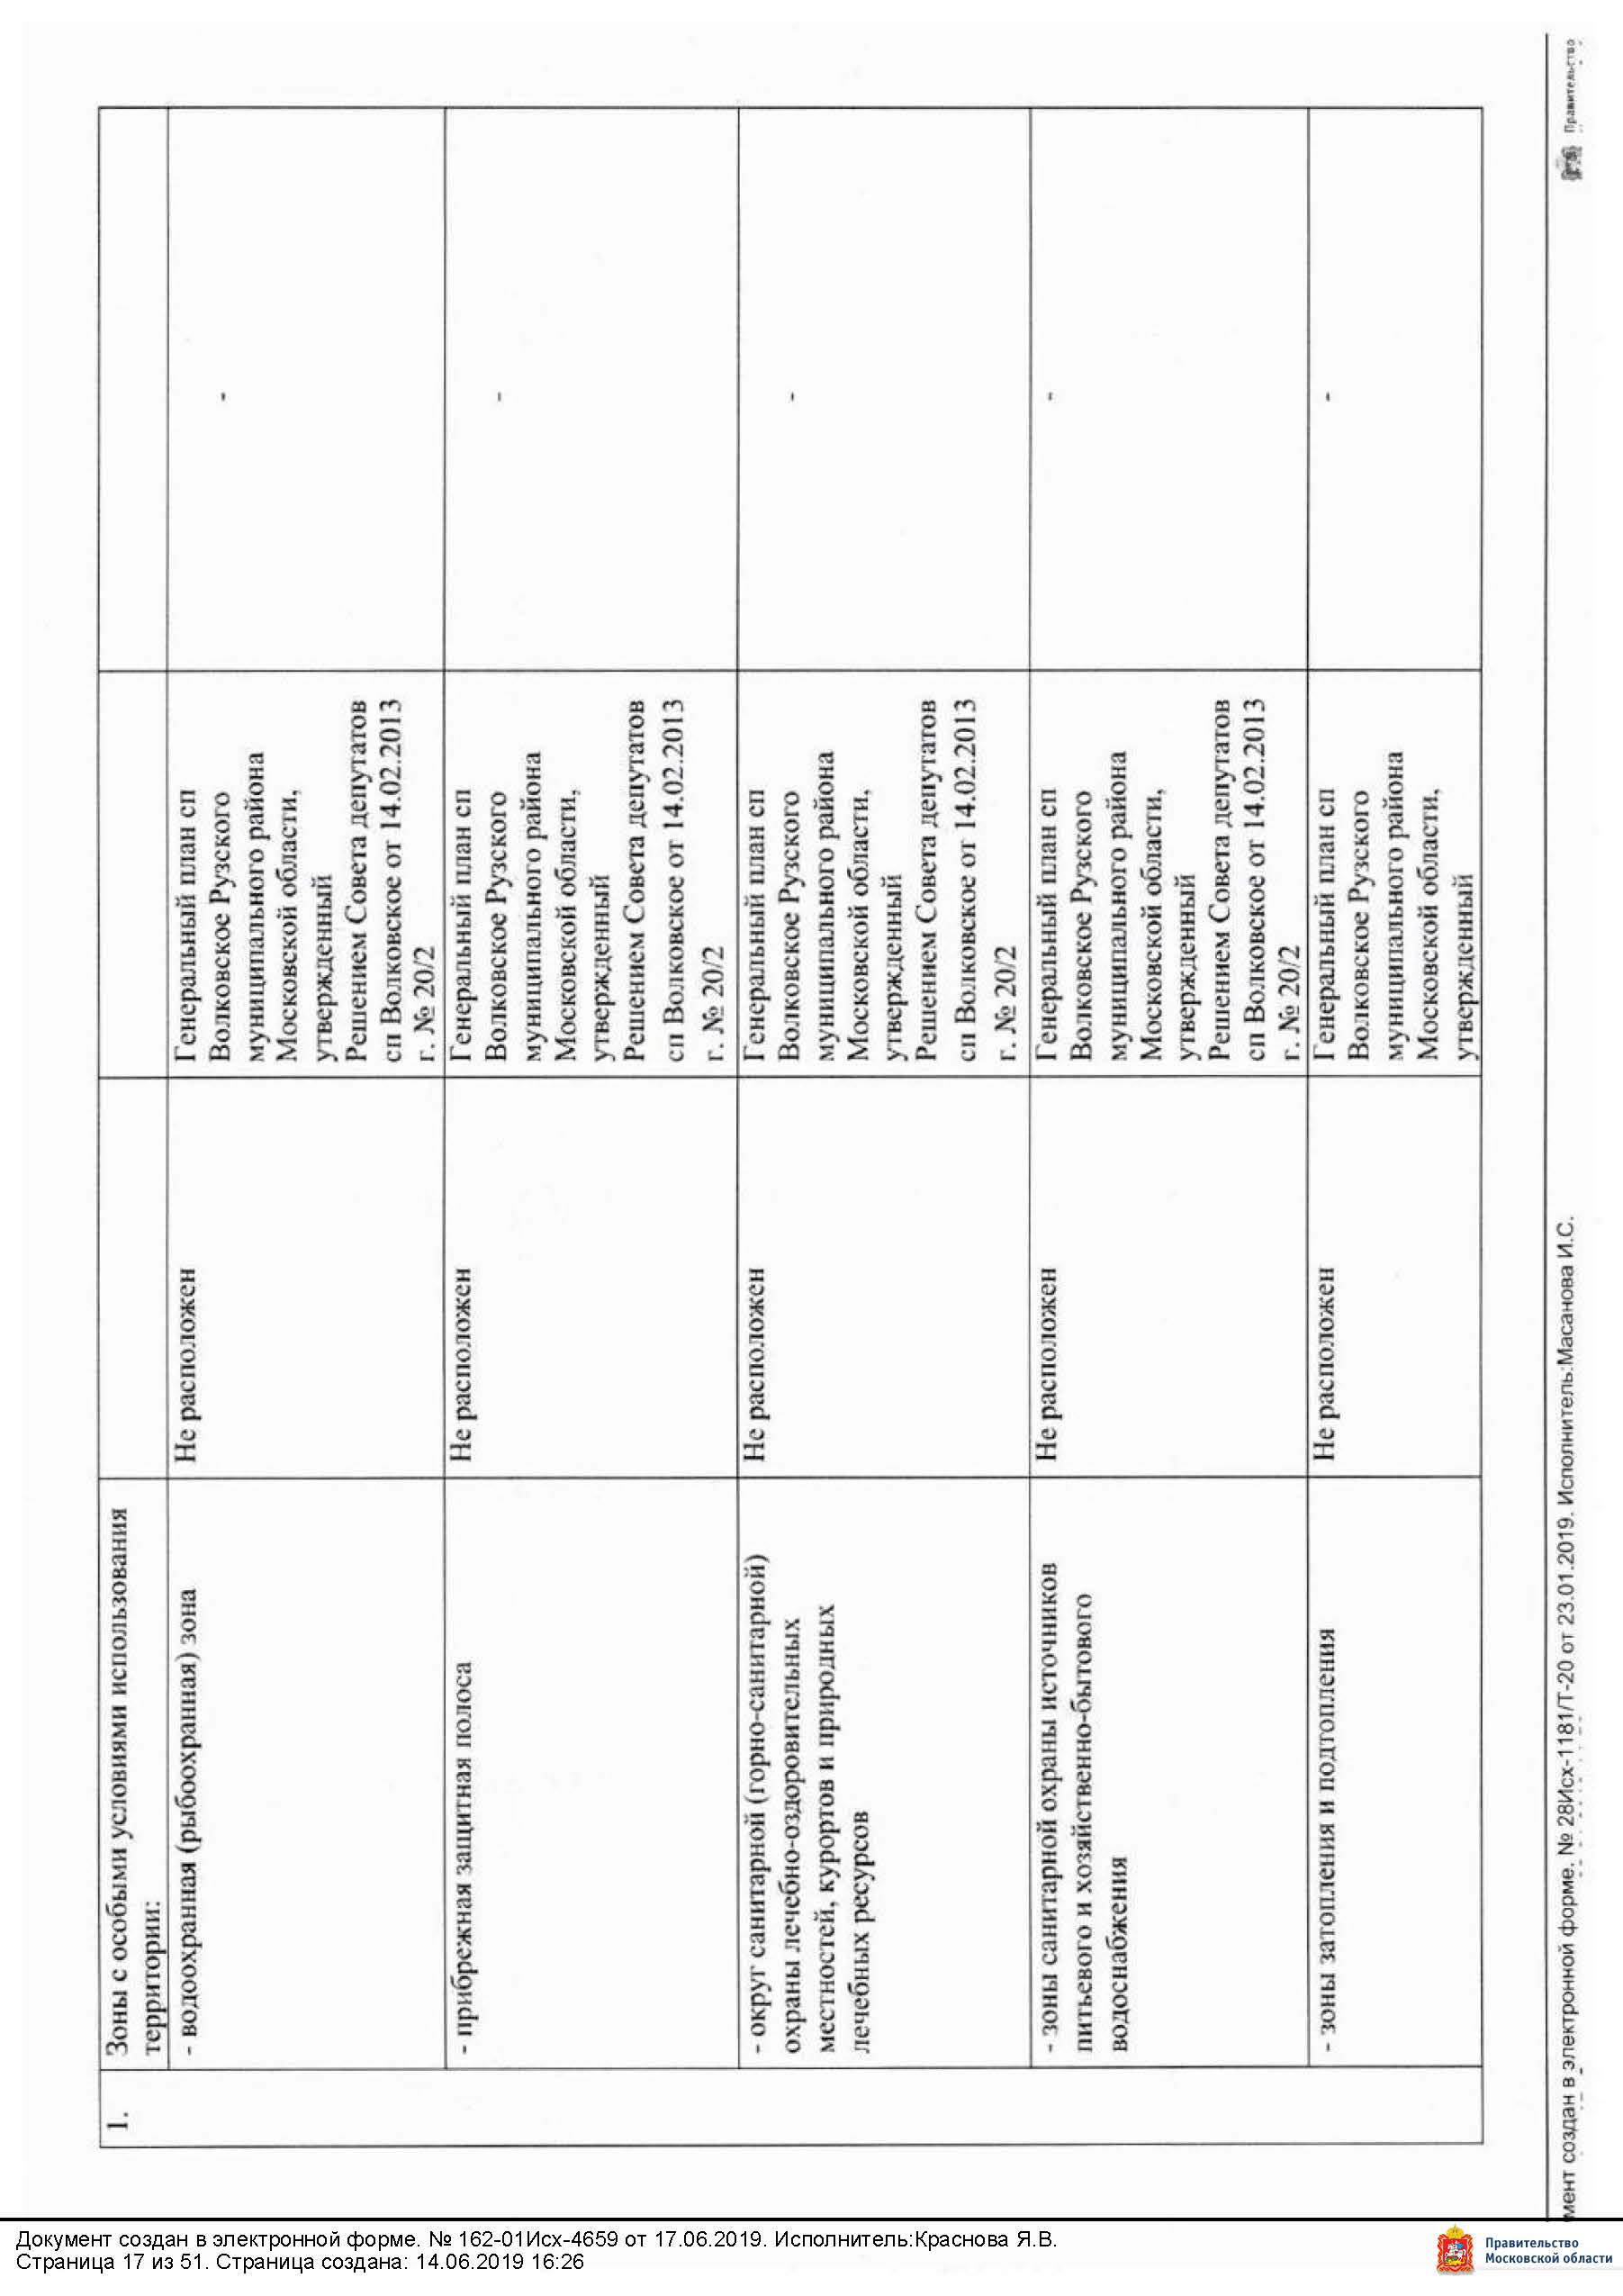 1.
Зоны с особыми условиями использования
территории:
- водоохранная (рыбоохранная) зона
Не расположен
Генеральный план сп
Волковское Рузского
муниципального района
Московской области,
утвержденный
Решением Совета депутатов
сп Волковское от 14.02.2013
г. № 20/2
-
- прибрежная защитная полоса
Не расположен
Генеральный план сп
Волковское Рузского
муниципального района
Московской области,
утвержденный
Решением Совета депутатов
сп Волковское от 14.02.2013
г. № 20/2
-
- округ санитарной (горно-санитарной)
охраны лечебно-оздоровительных
местностей, курортов и природных
лечебных ресурсов
Не расположен
Генеральный план сп
Волковское Рузского
муниципального района
Московской области,
утвержденный
Решением Совета депутатов
сп Волковское от 14.02.2013
г. № 20/2
-
- зоны санитарной охраны источников
питьевого и хозяйственно-бытового
водоснабжения
Не расположен
Генеральный план сп
Волковское Рузского
муниципального района
Московской области,
утвержденный
Решением Совета депутатов
сп Волковское от 14.02.2013
г. № 20/2
-
- зоны затопления и подтопления
Не расположен
Генеральный план сп
Волковское Рузского
муниципального района
Московской области,
утвержденный
-
мент создан в электронной форме. № 28Исх-1181/Т-20 от 23.01.2019. Исполнитель:Масанова И.С.
Правительство
Документ создан в электронной форме. № 162-01Исх-4659 от 17.06.2019. Исполнитель:Краснова Я.В.
Страница 17 из 51. Страница создана: 14.06.2019 16:26
Правительство
Московской области